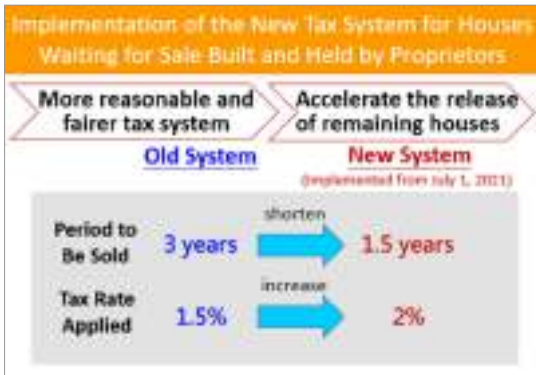 Implementation of the New Tax System for Houses
Waiting for Sale Built and Held by Proprietors
More reasonable and
fairer tax system
Accelerate the release
of remaining houses
Old System
New System
(Implemented from July 1, 2021)
shorten
Period to
Be Sold
3 years
1.5 years
increase
Tax Rate
Applied
1.5%
2%